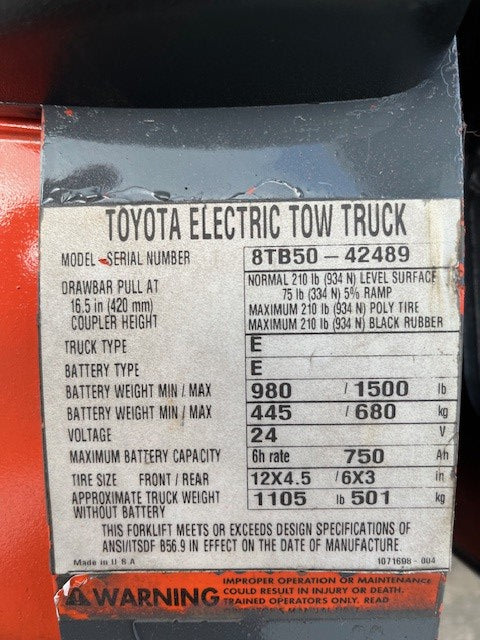 TOYOTA ELECTRIC TOW TRUCK
MODEL - SERIAL NUMBER 8TB50 - 42489
DRAWBAR PULL AT NORMAL 210 lb (934 N) LEVEL SURFACE
16.5 in (420 mm) 75 lb (334 N) 5% RAMP
COUPLER HEIGHT MAXIMUM 210 lb (934 N) POLY TIRE
MAXIMUM 210 lb (934 N) BLACK RUBBER
TRUCK TYPE E
BATTERY TYPE E
BATTERY WEIGHT MIN / MAX 980 / 1500 lb
BATTERY WEIGHT MIN / MAX 445 / 680 kg
VOLTAGE 24 V
MAXIMUM BATTERY CAPACITY 6h rate 750 Ah
TIRE SIZE FRONT / REAR 12X4.5 / 6X3 in
APPROXIMATE TRUCK WEIGHT 1105 lb 501 kg
WITHOUT BATTERY
THIS FORKLIFT MEETS OR EXCEEDS DESIGN SPECIFICATIONS OF
ANSI/ITSDF B56.9 IN EFFECT ON THE DATE OF MANUFACTURE.
Made in U S A 1071698 - 004
WARNING
IMPROPER OPERATION OR MAINTENANCE
COULD RESULT IN INJURY OR DEATH.
TRAINED OPERATORS ONLY. READ